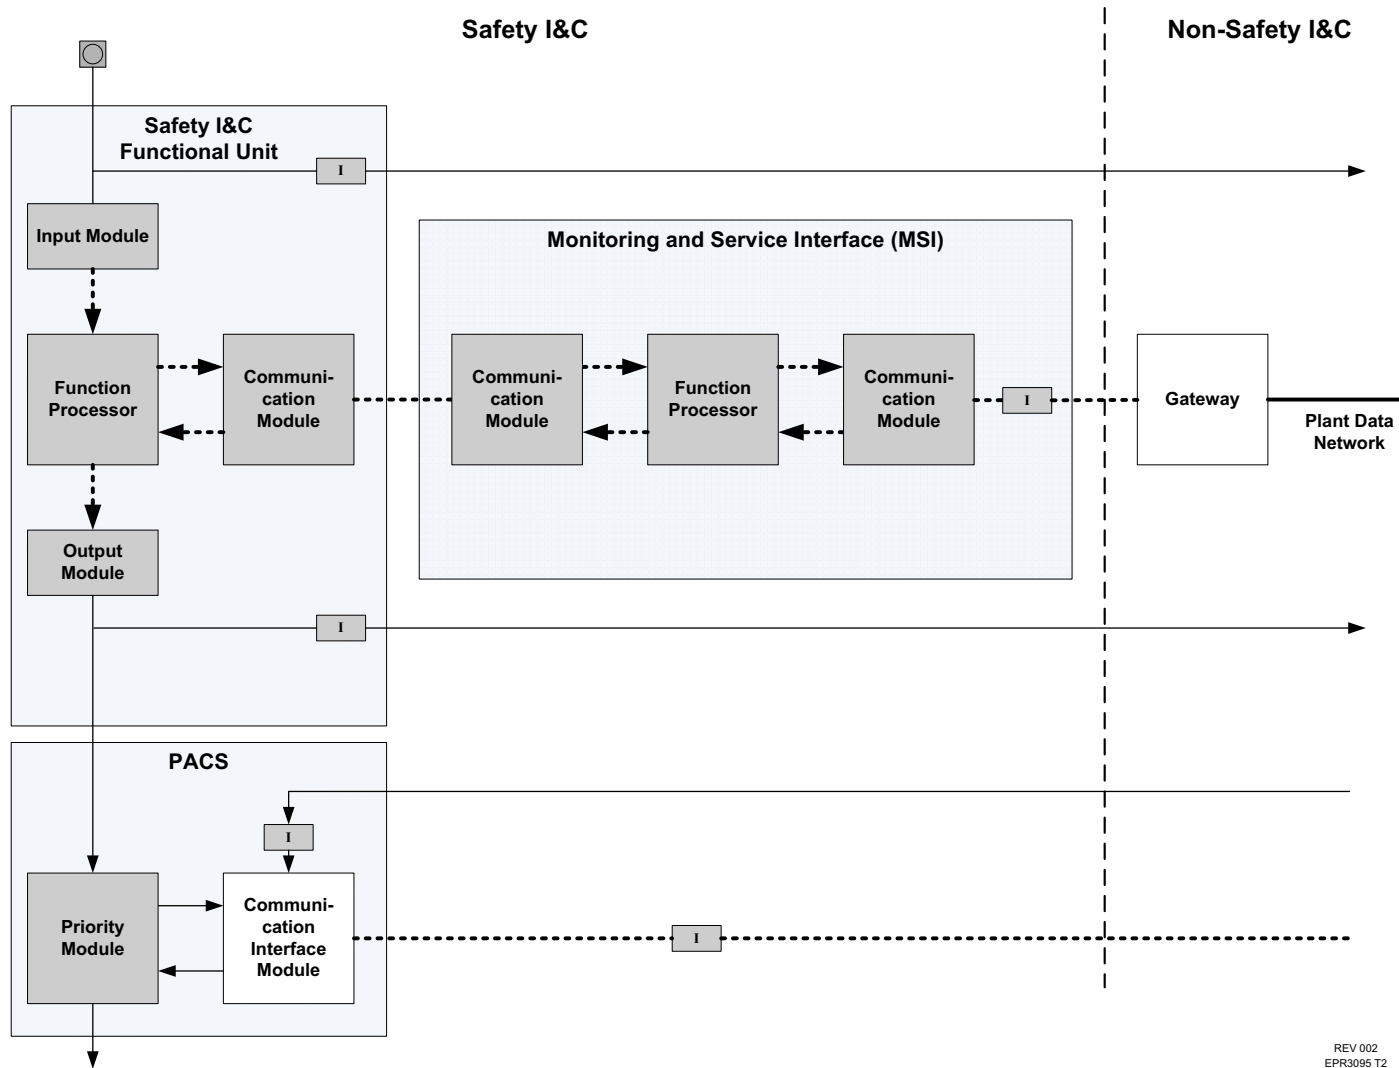 Safety I&C
Non-Safety I&C
Safety I&C
Functional Unit
I
Input Module
Monitoring and Service Interface (MSI)
Function
Processor
Communi-
cation
Module
Communi-
cation
Module
Function
Processor
Communi-
cation
Module
I
Gateway
Plant Data
Network
Output
Module
I
PACS
I
Priority
Module
Communi-
cation
Interface
Module
I
REV 002
EPR3095 T2